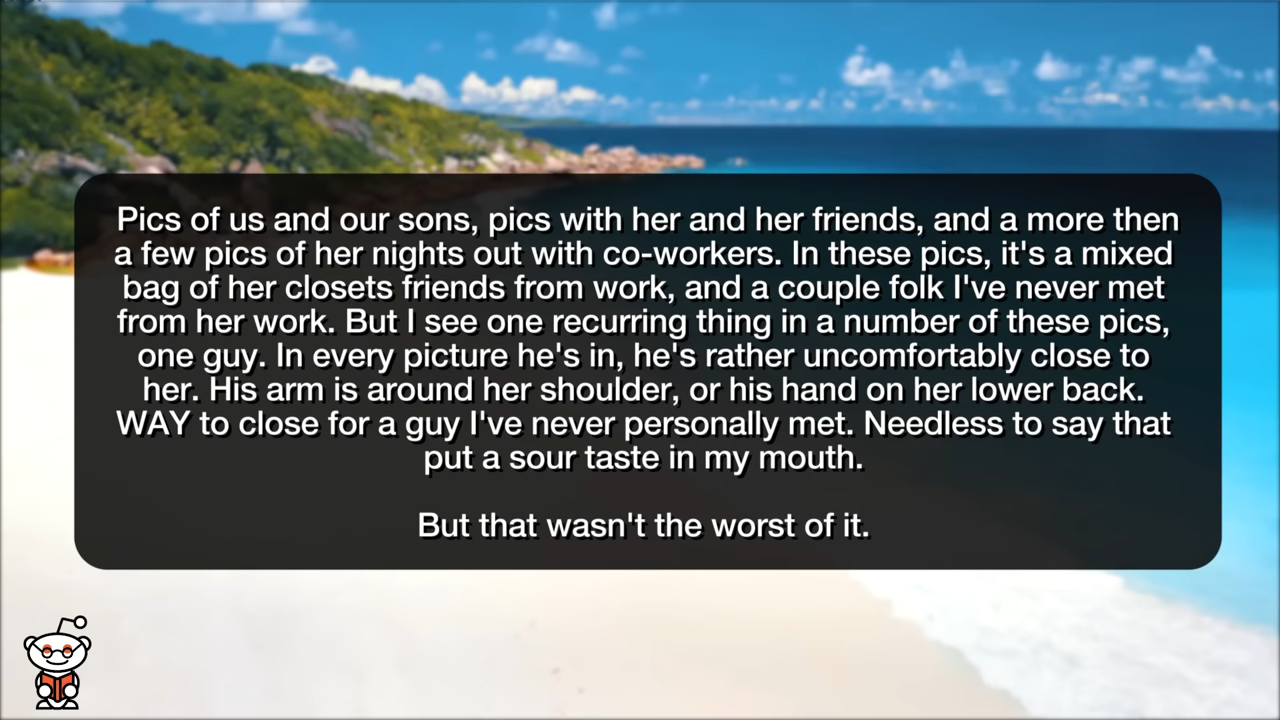 Pics of us and our sons, pics with her and her friends, and a more then
a few pics of her nights out with co-workers. In these pics, it's a mixed
bag of her closets friends from work, and a couple folk I've never met
from her work. But I see one recurring thing in a number of these pics,
one guy. In every picture he's in, he's rather uncomfortably close to
her. His arm is around her shoulder, or his hand on her lower back.
WAY to close for a guy I've never personally met. Needless to say that
put a sour taste in my mouth.
But that wasn't the worst of it.